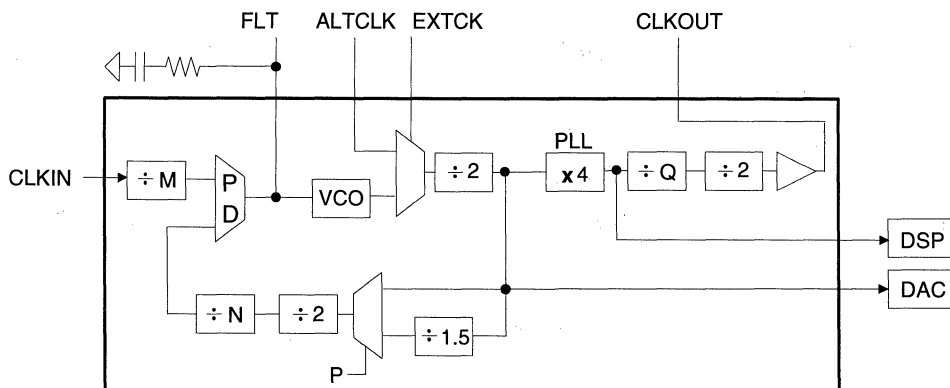 FLT ALTCLK EXTCK CLKOUT
PLL
CLKIN
÷ M
P
D
VCO
÷ 2
x 4
÷ Q
÷ 2
DSP
DAC
÷ N
÷ 2
÷ 1.5
P